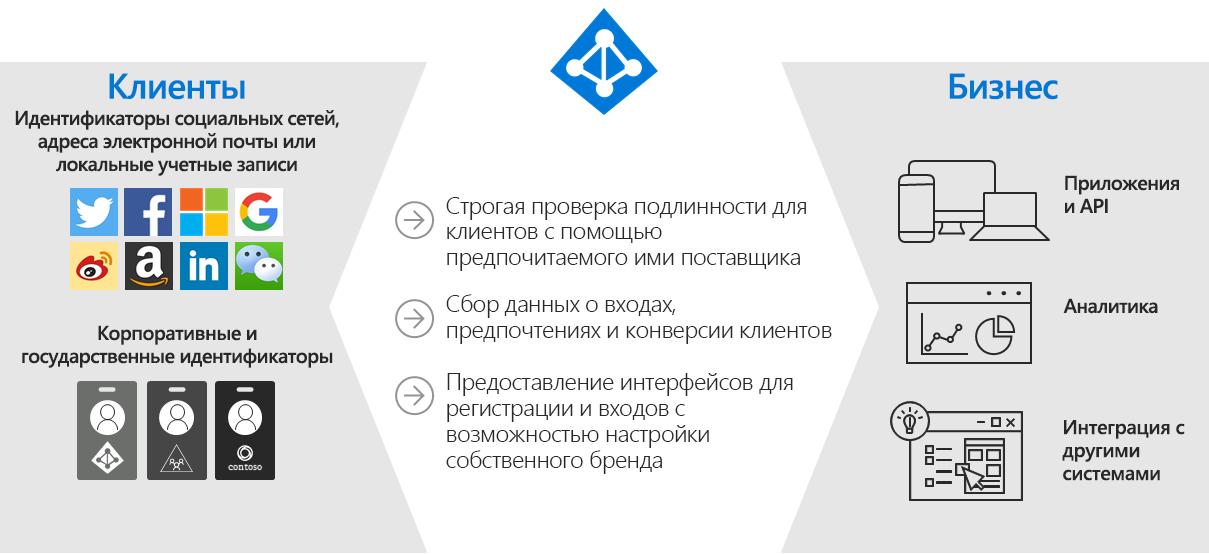 Клиенты
Идентификаторы социальных сетей,
адреса электронной почты или
локальные учетные записи
in
a
Корпоративные и
государственные идентификаторы
contoso
Строгая проверка подлинности для
клиентов с помощью
предпочитаемого ими поставщика
Сбор данных о входах,
предпочтениях и конверсии клиентов
Предоставление интерфейсов для
регистрации и входов с
возможностью настройки
собственного бренда
Бизнес
Приложения
и API
Аналитика
Интеграция с
другими
системами